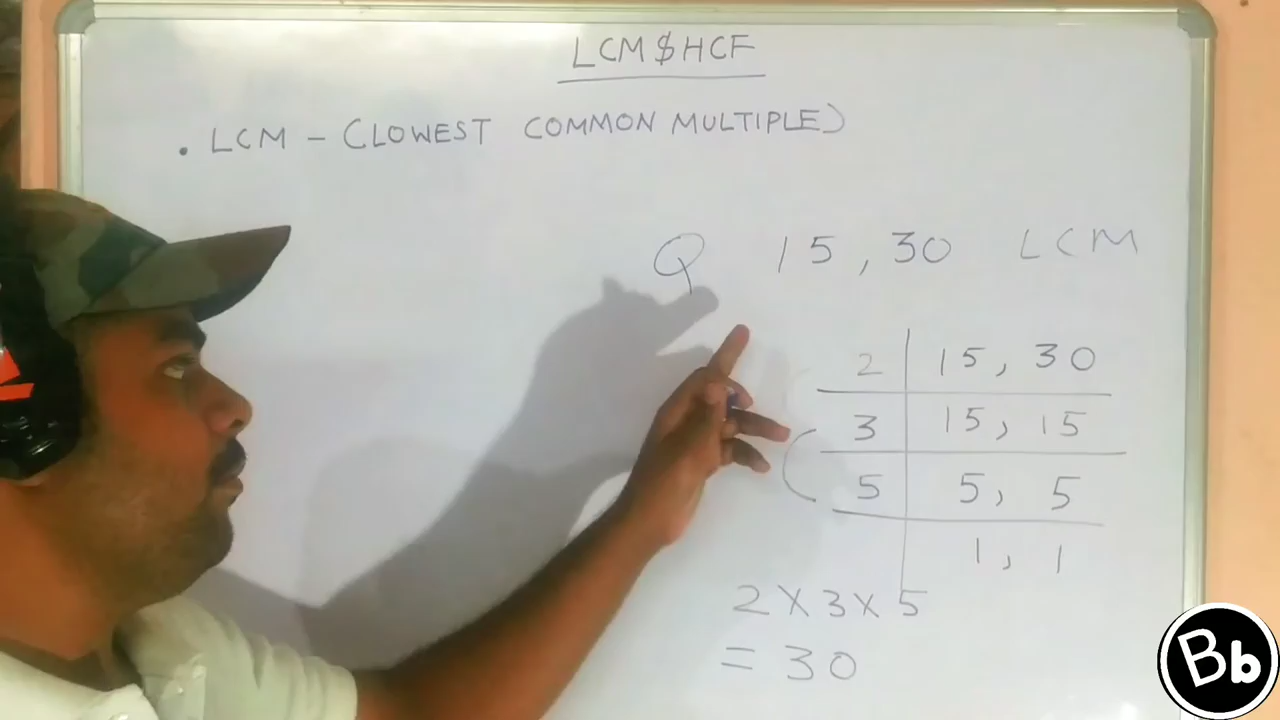 LCM $ HCF
. LCM – (LOWEST COMMON MULTIPLE)
Q 15, 30 LCM
2 15, 30
3 15, 15
5 5, 5
1, 1
2 X 3 X 5
= 30
Bb